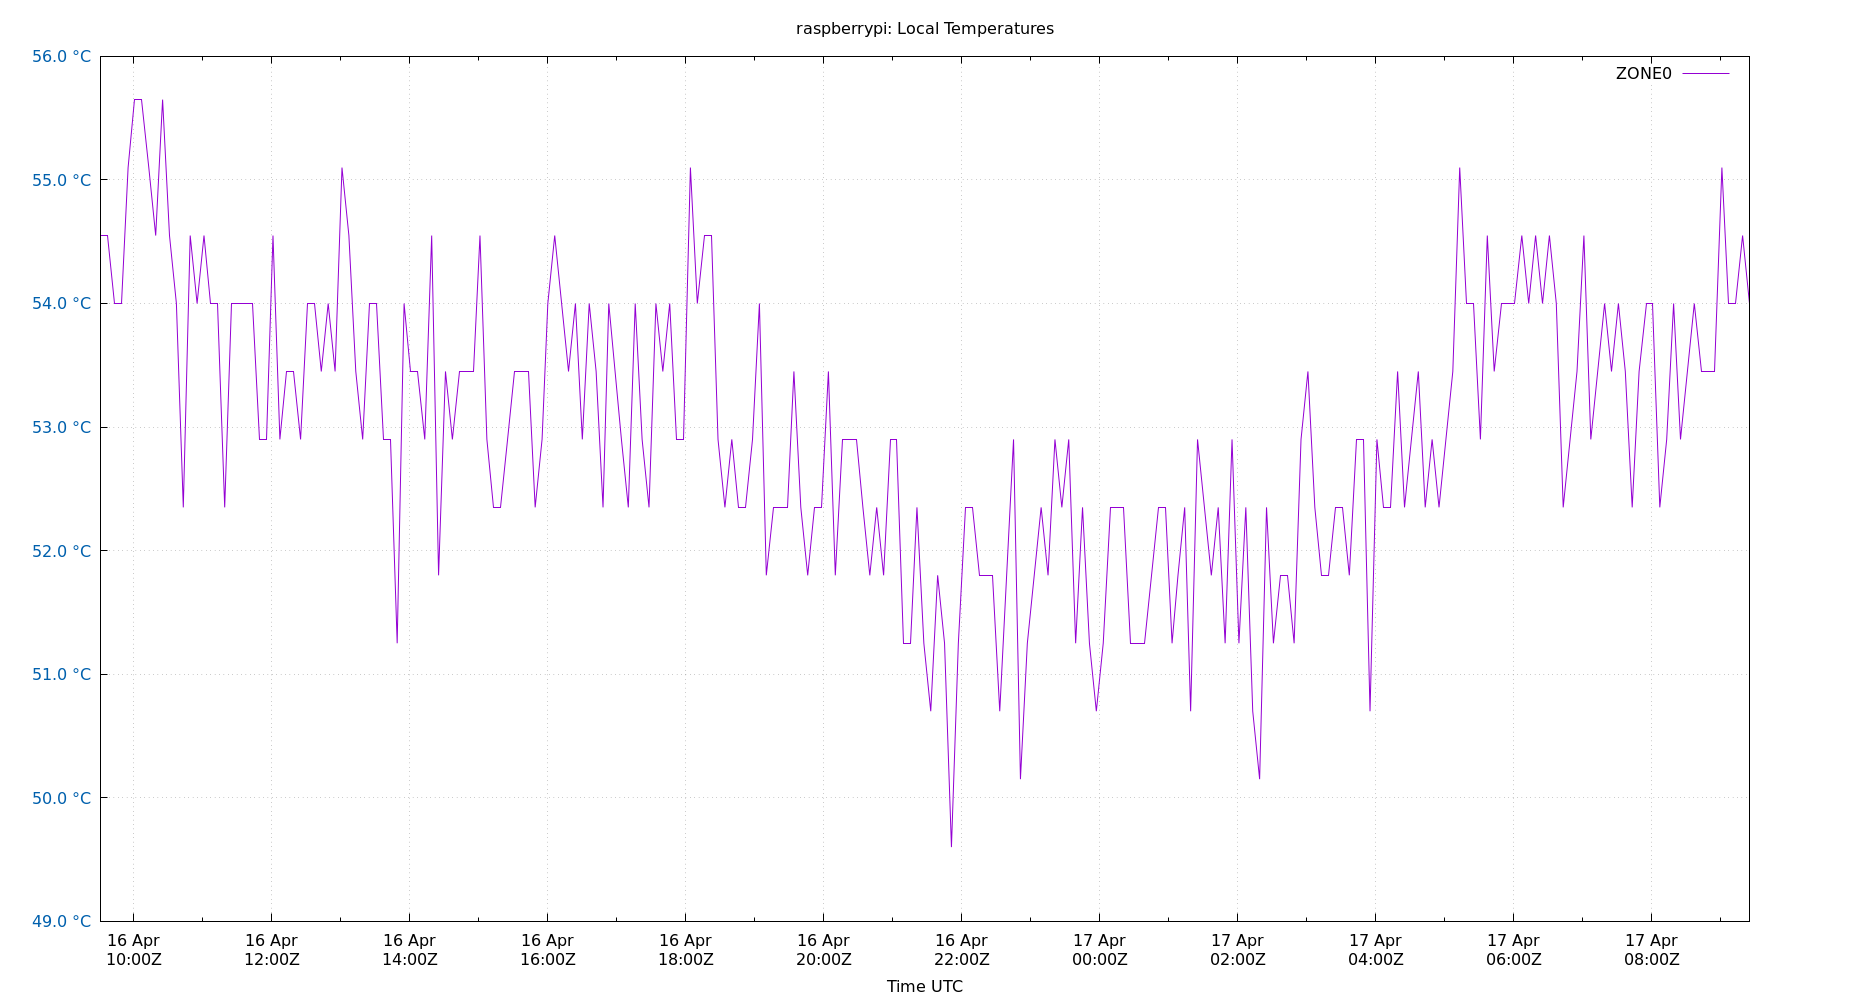 raspberrypi: Local Temperatures
56.0 °C
ZONE0
55.0 °C
54.0 °C
53.0 °C
52.0 °C
51.0 °C
50.0 °C
49.0 °C
16 Apr 16 Apr 16 Apr 16 Apr 16 Apr 16 Apr 16 Apr 17 Apr 17 Apr 17 Apr 17 Apr 17 Apr
10:00Z 12:00Z 14:00Z 16:00Z 18:00Z 20:00Z 22:00Z 00:00Z 02:00Z 04:00Z 06:00Z 08:00Z
Time UTC